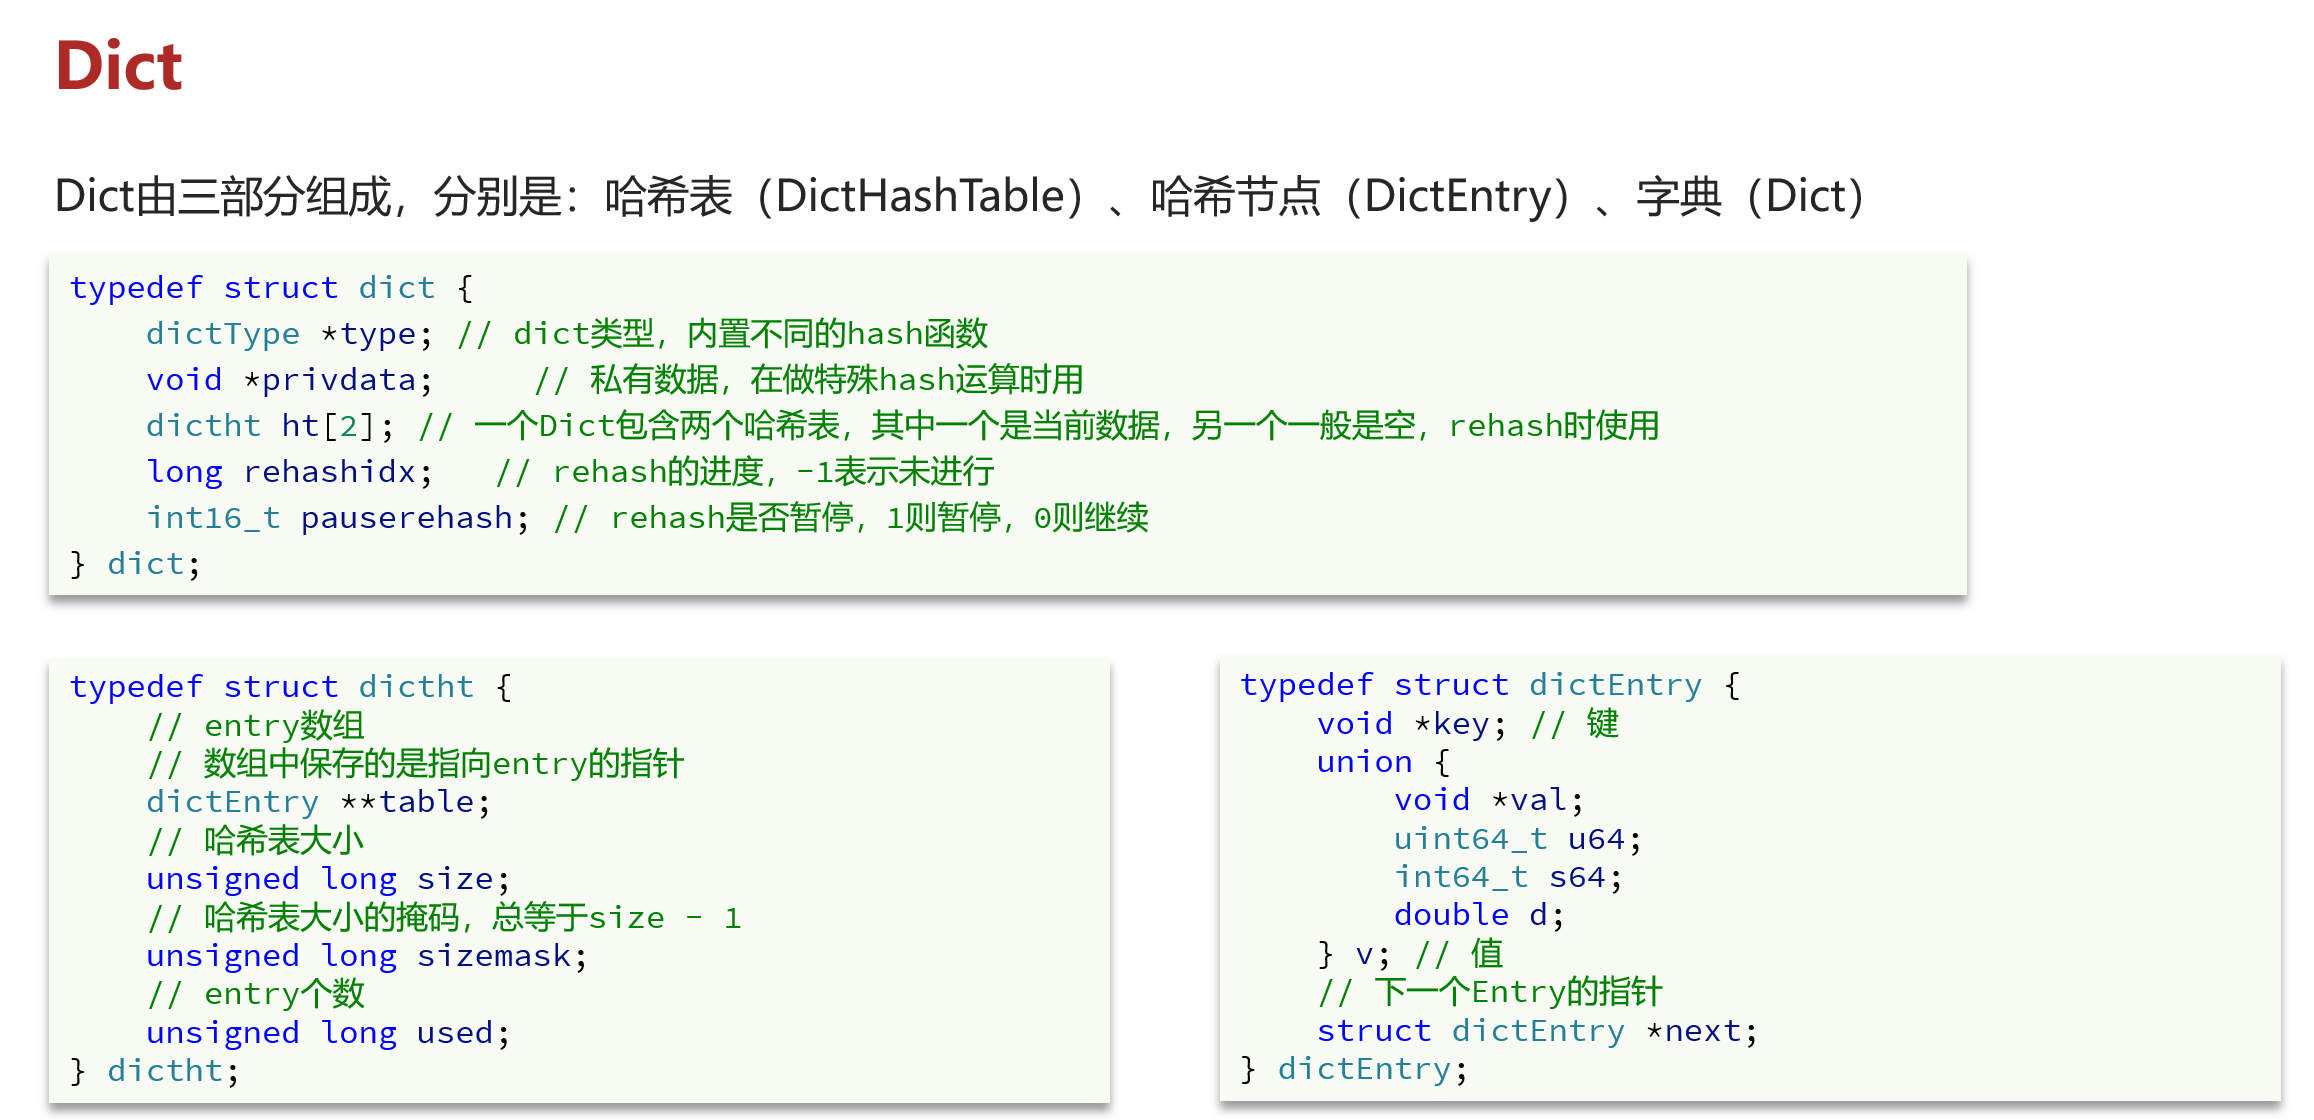 Dict
Dict由三部分组成，分别是：哈希表（DictHashTable）、哈希节点（DictEntry）、字典（Dict）
typedef struct dict {
    dictType *type; // dict类型，内置不同的hash函数
    void *privdata;     // 私有数据，在做特殊hash运算时用
    dictht ht[2]; // 一个Dict包含两个哈希表，其中一个是当前数据，另一个一般是空，rehash时使用
    long rehashidx;   // rehash的进度，-1表示未进行
    int16_t pauserehash; // rehash是否暂停，1则暂停，0则继续
} dict;
typedef struct dictht {
    // entry数组
    // 数组中保存的是指向entry的指针
    dictEntry **table;
    // 哈希表大小
    unsigned long size;
    // 哈希表大小的掩码，总等于size - 1
    unsigned long sizemask;
    // entry个数
    unsigned long used;
} dictht;
typedef struct dictEntry {
    void *key; // 键
    union {
        void *val;
        uint64_t u64;
        int64_t s64;
        double d;
    } v; // 值
    // 下一个Entry的指针
    struct dictEntry *next;
} dictEntry;